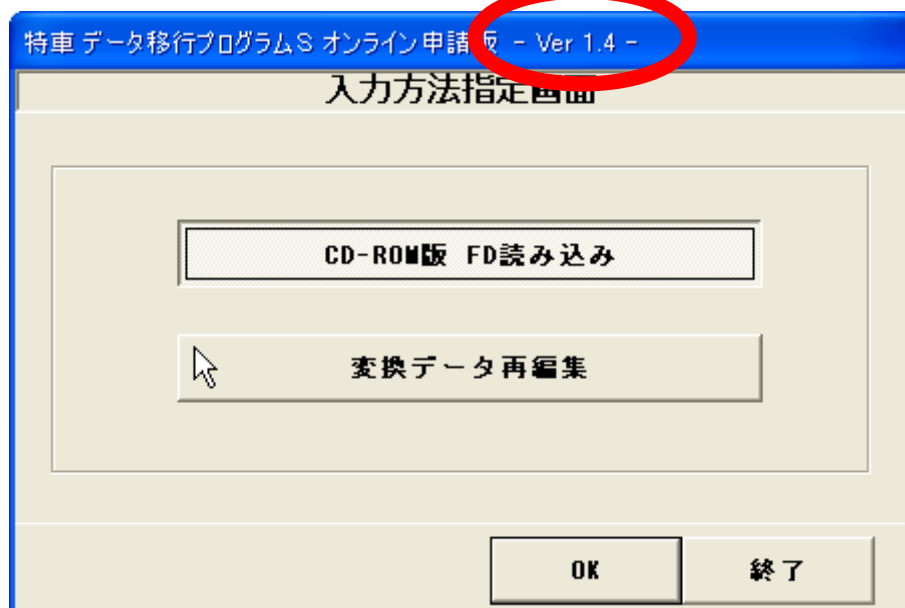 特車 データ移行プログラムS オンライン申請版 - Ver 1.4 -
入力方法指定画面
CD-ROM版 FD読み込み
変換データ再編集
OK 終了